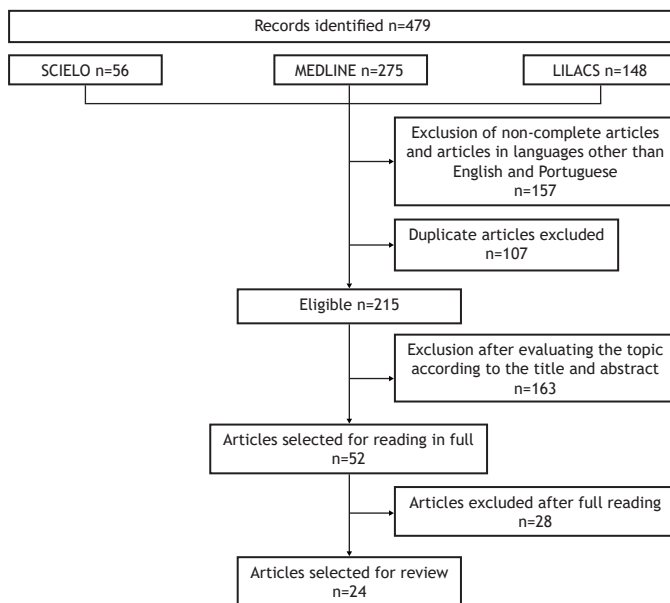 Records identified n=479
SCIELO n=56
MEDLINE n=275
LILACS n=148
Exclusion of non-complete articles
and articles in languages other than
English and Portuguese
n=157
Duplicate articles excluded
n=107
Eligible n=215
Exclusion after evaluating the topic
according to the title and abstract
n=163
Articles selected for reading in full
n=52
Articles excluded after full reading
n=28
Articles selected for review
n=24